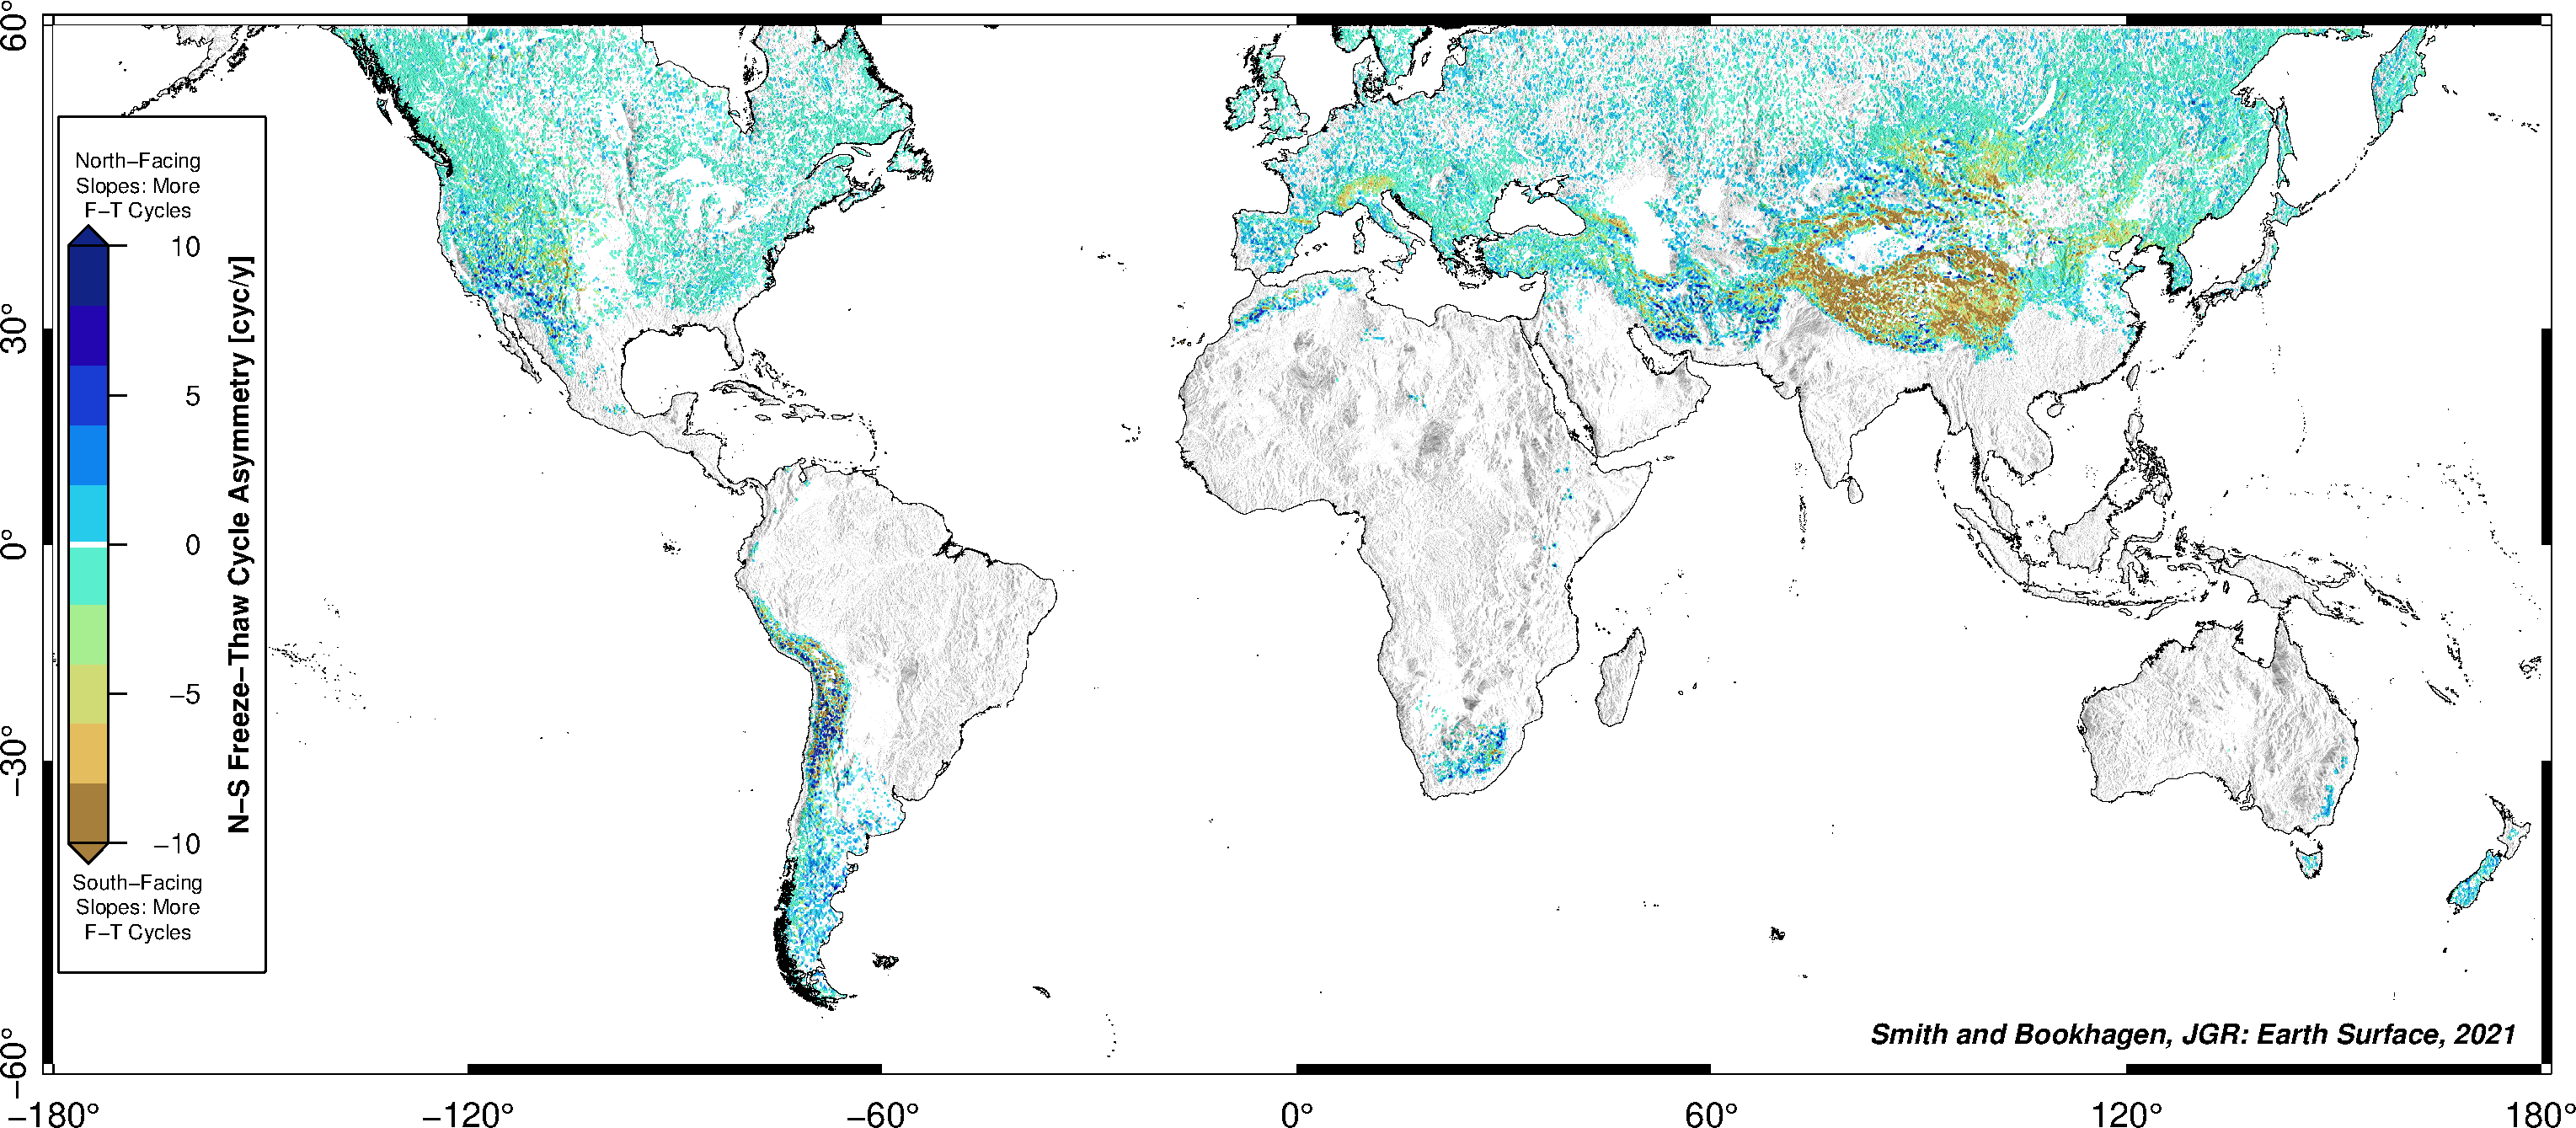 60°
30°
0°
−30°
−60°
North−Facing
Slopes: More
F−T Cycles
10
5
0
−5
−10
N−S Freeze−Thaw Cycle Asymmetry [cyc/y]
South−Facing
Slopes: More
F−T Cycles
Smith and Bookhagen, JGR: Earth Surface, 2021
−180°
−120°
−60°
0°
60°
120°
180°